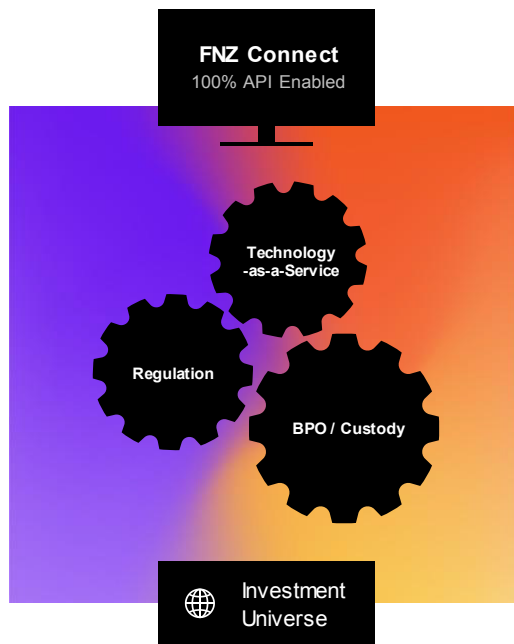 FNZ Connect
100% API Enabled
Technology
-as-a-Service
Regulation
BPO / Custody
Investment
Universe